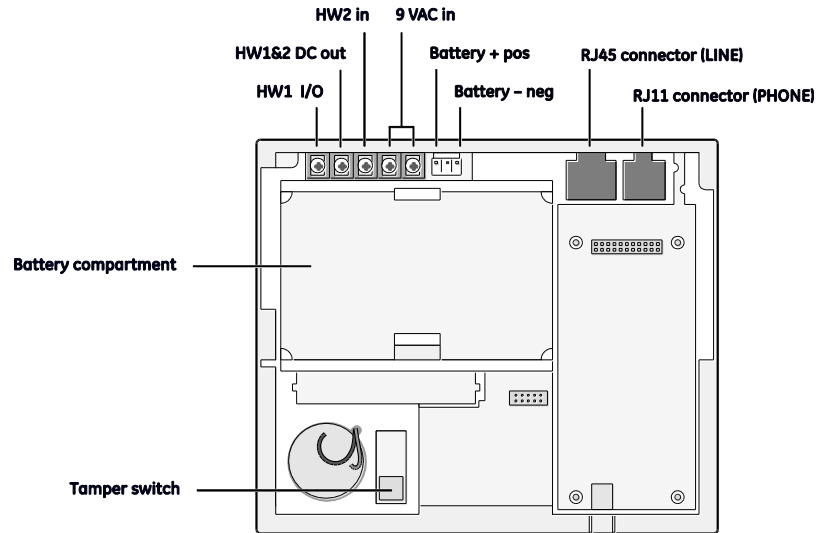 HW2 in
9 VAC in
HW1&2 DC out
Battery + pos
RJ45 connector (LINE)
HW1 I/O
Battery – neg
RJ11 connector (PHONE)
Battery compartment
Tamper switch